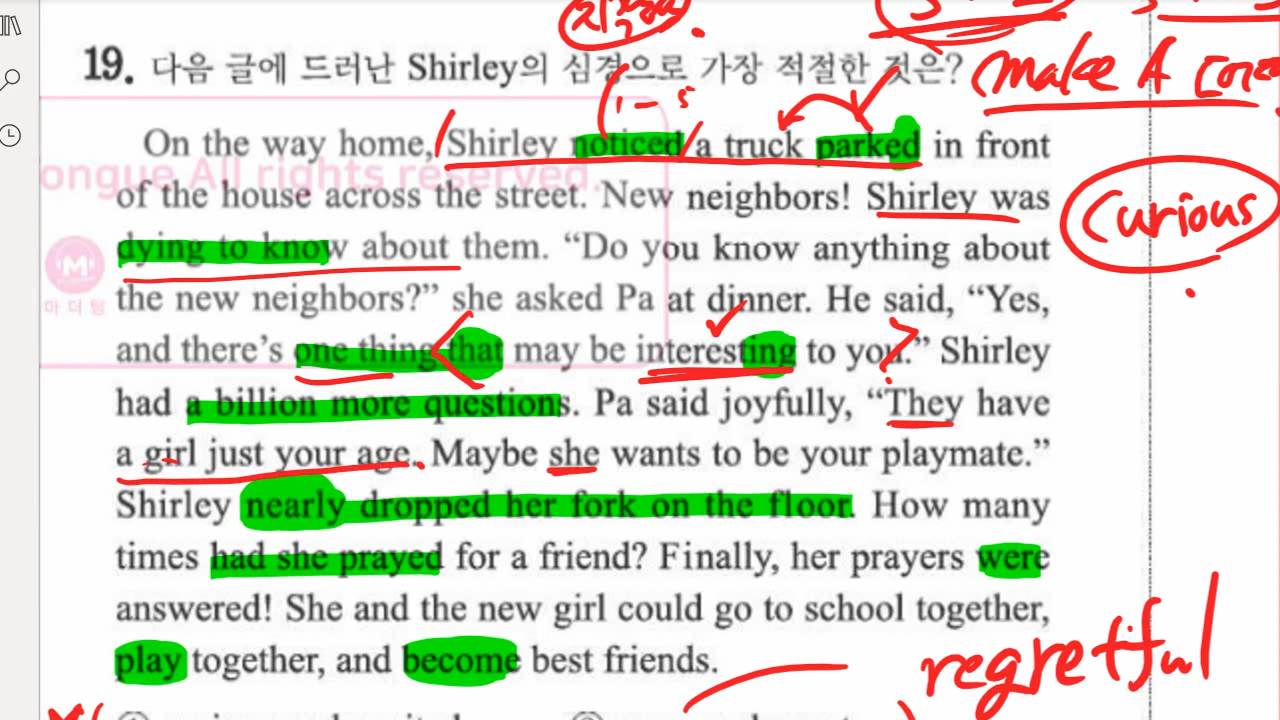 make A
19. 다음 글에 드러난 Shirley의 심경으로 가장 적절한 것은?
1-5
On the way home, Shirley noticed a truck parked in front
ongue All rights reserved.
of the house across the street. New neighbors! Shirley was
curious
dying to know about them. “Do you know anything about
M
마더텅
the new neighbors?” she asked Pa at dinner. He said, “Yes,
and there’s one thing that may be interesting to you.” Shirley
had a billion more questions. Pa said joyfully, “They have
a girl just your age. Maybe she wants to be your playmate.”
Shirley nearly dropped her fork on the floor. How many
times had she prayed for a friend? Finally, her prayers were
answered! She and the new girl could go to school together,
play together, and become best friends.
regretful